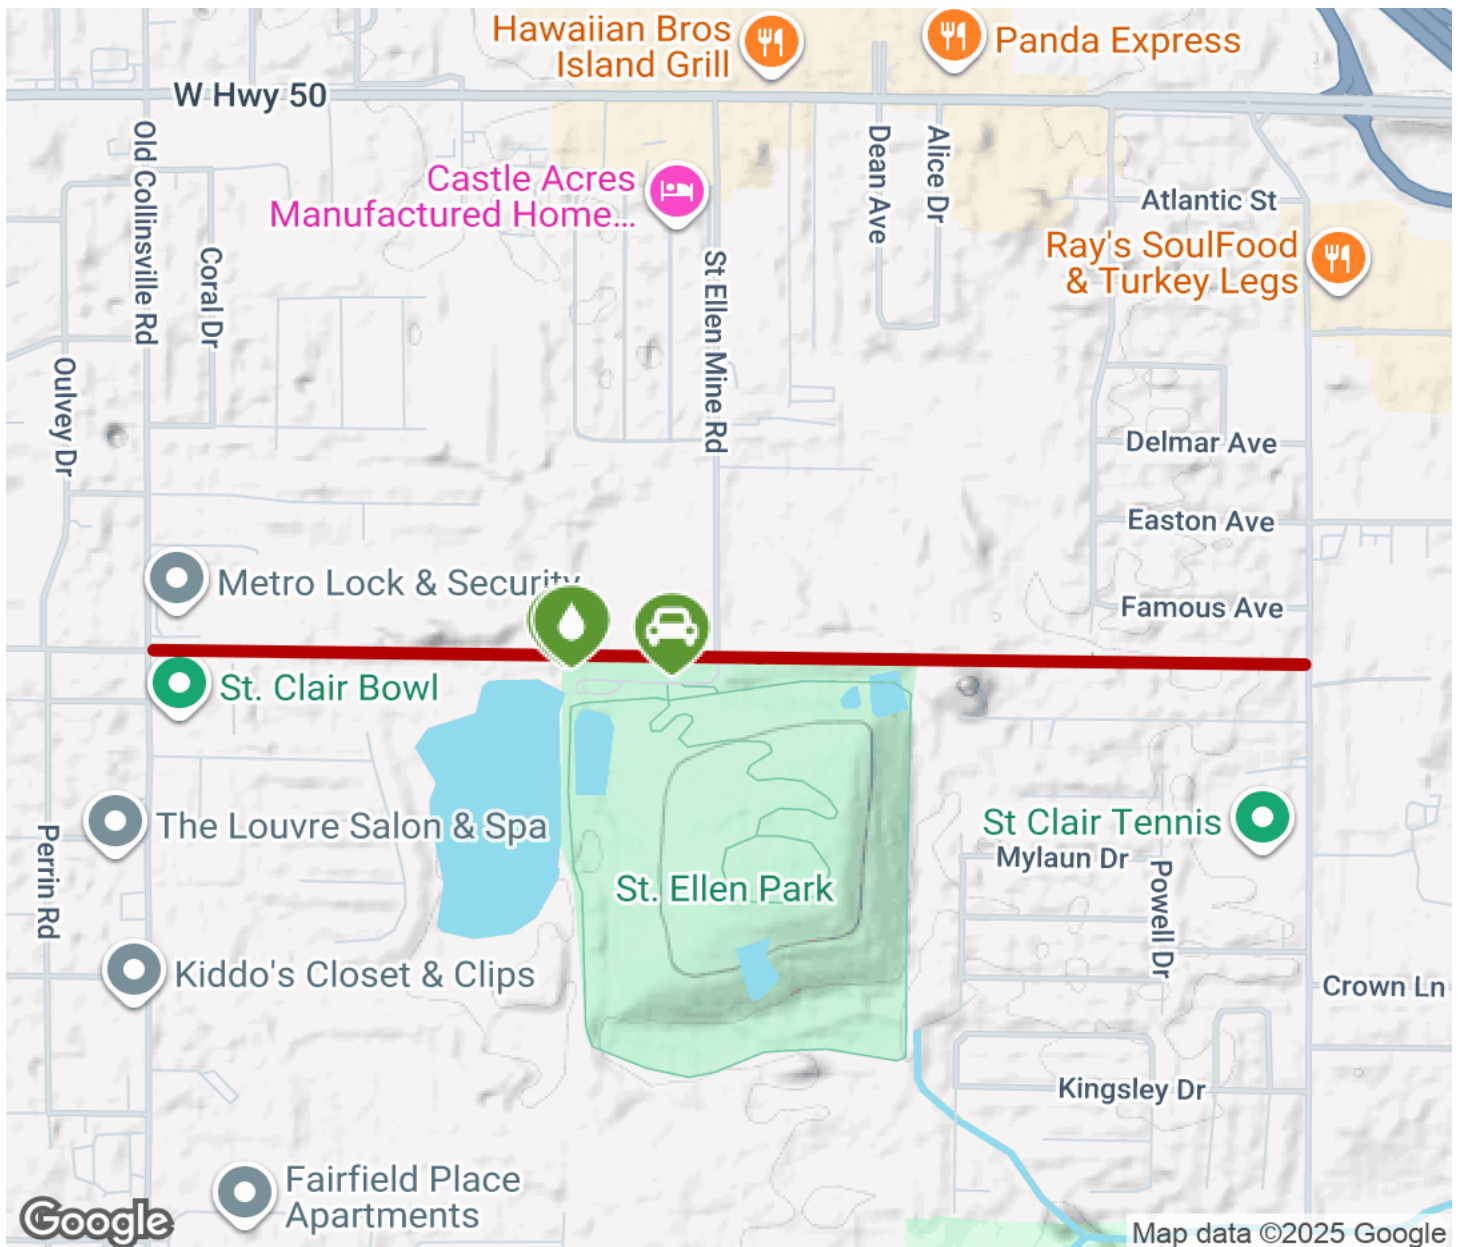 Hawaiian Bros
Island Grill
Panda Express
W Hwy 50
Old Collinsville Rd
Dean Ave
Alice Dr
Castle Acres
Manufactured Home...
Atlantic St
Ray's SoulFood
& Turkey Legs
Coral Dr
St Ellen Mine Rd
Oulvey Dr
Delmar Ave
Easton Ave
Metro Lock & Security
Famous Ave
St. Clair Bowl
The Louvre Salon & Spa
St Clair Tennis
Mylaun Dr
Perrin Rd
Powell Dr
St. Ellen Park
Kiddo's Closet & Clips
Crown Ln
Kingsley Dr
Fairfield Place
Apartments
Google
Map data ©2025 Google